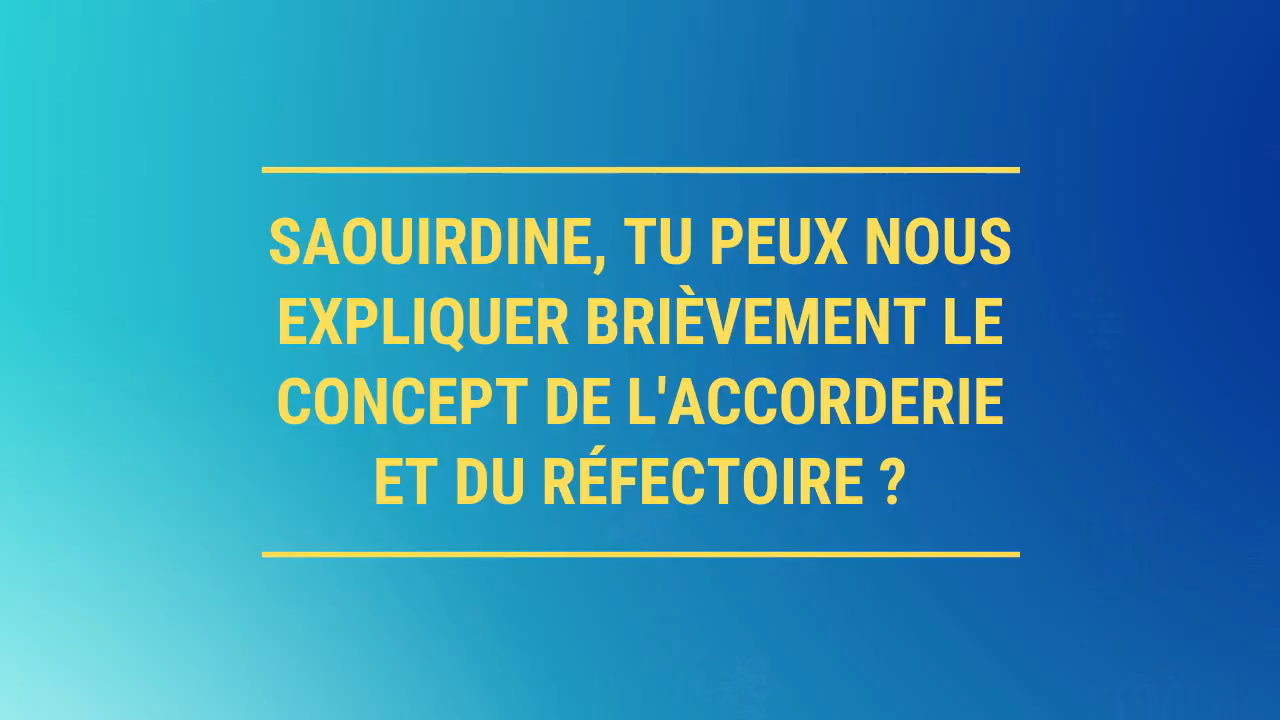 SAOUIRDINE, TU PEUX NOUS
EXPLIQUER BRIÈVEMENT LE
CONCEPT DE L'ACCORDERIE
ET DU RÉFECTOIRE ?